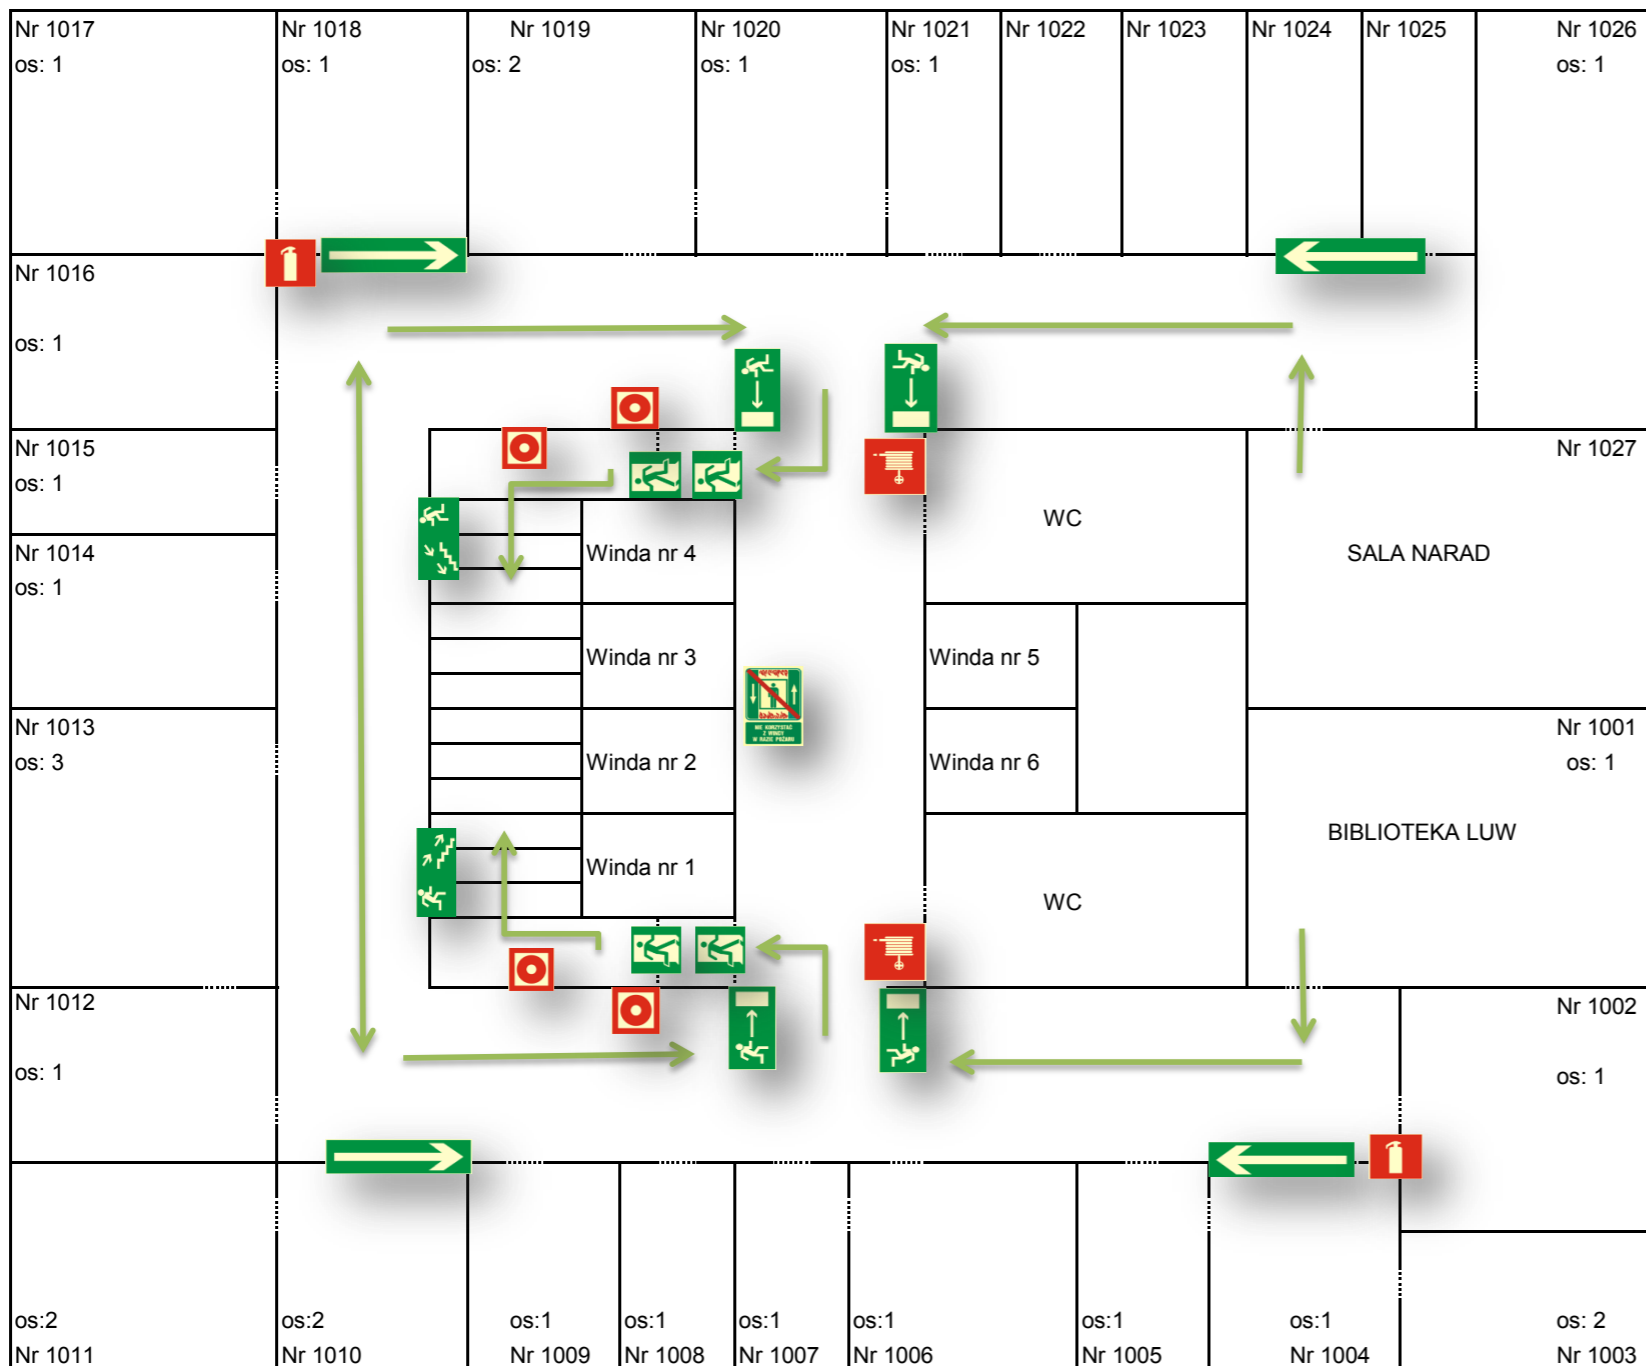 Nr 1017
os: 1
Nr 1018
os: 1
Nr 1019
os: 2
Nr 1020
os: 1
Nr 1021
os: 1
Nr 1022
Nr 1023
Nr 1024
Nr 1025
Nr 1026
os: 1
Nr 1016
os: 1
Nr 1015
os: 1
Nr 1027
WC
SALA NARAD
Nr 1014
os: 1
Winda nr 4
Winda nr 3
Winda nr 5
Nr 1013
os: 3
NIE KORZYSTAĆ
Z WINDY
W RAZIE POŻARU
Nr 1001
os: 1
Winda nr 2
Winda nr 6
BIBLIOTEKA LUW
Winda nr 1
WC
Nr 1012
os: 1
Nr 1002
os: 1
os:2
Nr 1011
os:2
Nr 1010
os:1
Nr 1009
os:1
Nr 1008
os:1
Nr 1007
os:1
Nr 1006
os:1
Nr 1005
os:1
Nr 1004
os: 2
Nr 1003